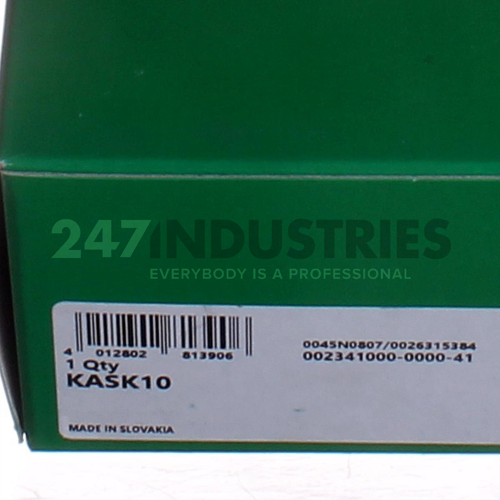 247INDUSTRIES
EVERYBODY IS A PROFESSIONAL
4 012802 813906
0045N0807/0026315384
002341000-0000-41
1 Qty
KASK10
MADE IN SLOVAKIA